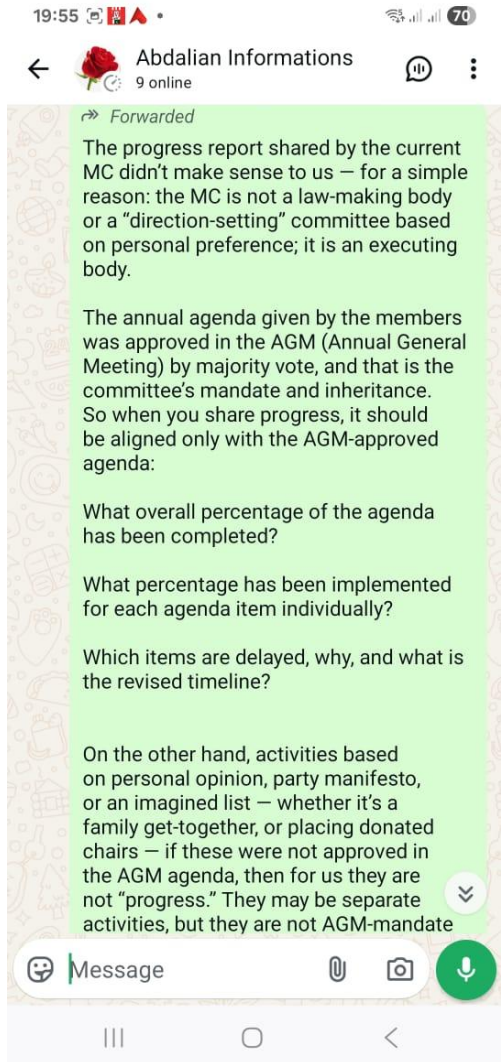 19:55
70
Abdalian Informations
9 online
Forwarded
The progress report shared by the current
MC didn't make sense to us — for a simple
reason: the MC is not a law-making body
or a “direction-setting” committee based
on personal preference; it is an executing
body.
The annual agenda given by the members
was approved in the AGM (Annual General
Meeting) by majority vote, and that is the
committee's mandate and inheritance.
So when you share progress, it should
be aligned only with the AGM-approved
agenda:
What overall percentage of the agenda
has been completed?
What percentage has been implemented
for each agenda item individually?
Which items are delayed, why, and what is
the revised timeline?
On the other hand, activities based
on personal opinion, party manifesto,
or an imagined list — whether it's a
family get-together, or placing donated
chairs — if these were not approved in
the AGM agenda, then for us they are
not “progress.” They may be separate
activities, but they are not AGM-mandate
Message